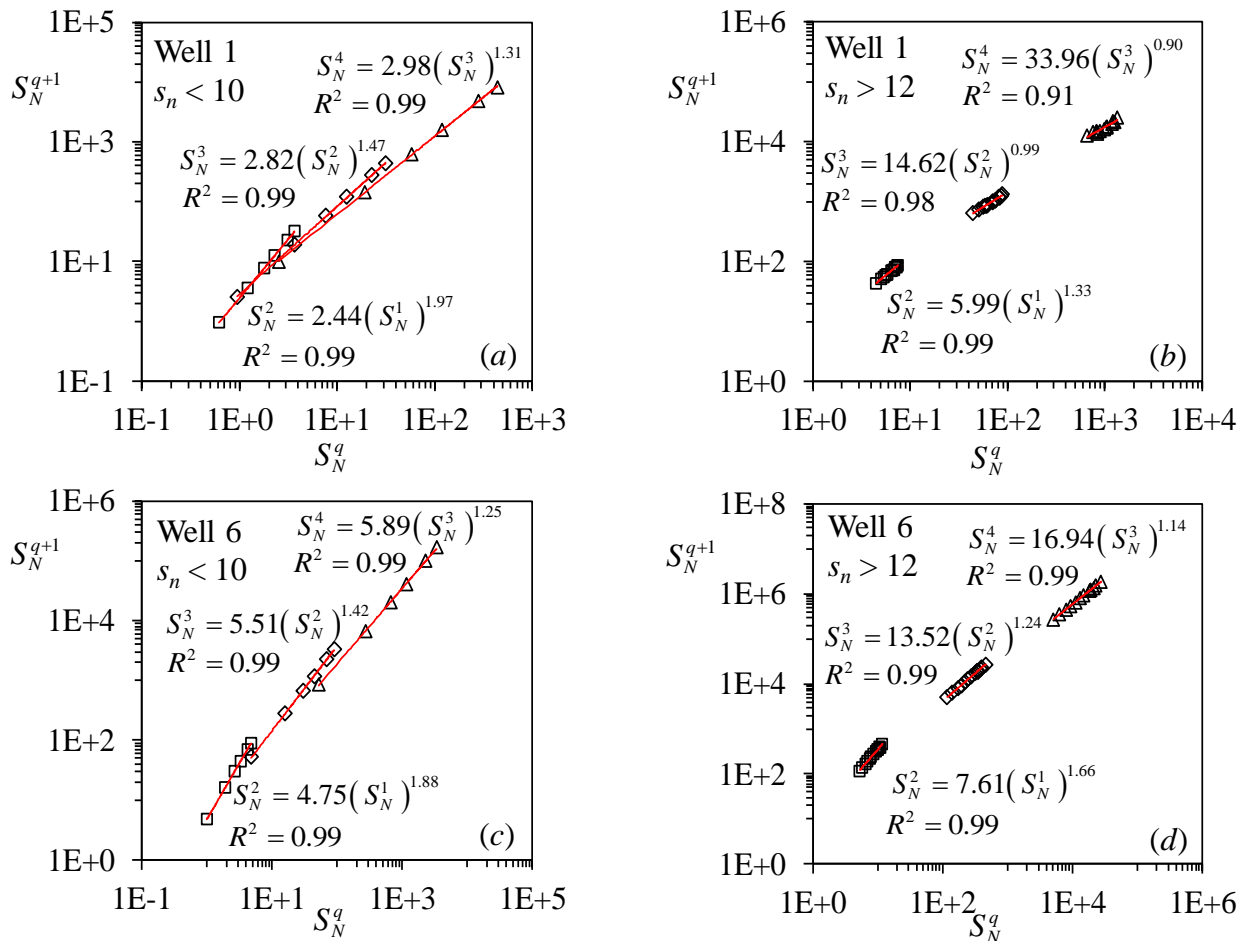 1E+5
Well 1
s_n < 10
S_N^{q+1}
S_N^4 = 2.98(S_N^3)^{1.31}
R^2 = 0.99
1E+3
S_N^3 = 2.82(S_N^2)^{1.47}
R^2 = 0.99
1E+1
S_N^2 = 2.44(S_N^1)^{1.97}
R^2 = 0.99
(a)
1E-1
1E-1 1E+0 1E+1 1E+2 1E+3
S_N^q
1E+6
Well 1
s_n > 12
S_N^{q+1}
S_N^4 = 33.96(S_N^3)^{0.90}
R^2 = 0.91
1E+4
S_N^3 = 14.62(S_N^2)^{0.99}
R^2 = 0.98
1E+2
S_N^2 = 5.99(S_N^1)^{1.33}
R^2 = 0.99
(b)
1E+0
1E+0 1E+1 1E+2 1E+3 1E+4
S_N^q
1E+6
Well 6
s_n < 10
S_N^{q+1}
S_N^4 = 5.89(S_N^3)^{1.25}
R^2 = 0.99
1E+4
S_N^3 = 5.51(S_N^2)^{1.42}
R^2 = 0.99
1E+2
S_N^2 = 4.75(S_N^1)^{1.88}
R^2 = 0.99
(c)
1E+0
1E-1 1E+1 1E+3 1E+5
S_N^q
1E+8
Well 6
s_n > 12
S_N^{q+1}
S_N^4 = 16.94(S_N^3)^{1.14}
R^2 = 0.99
1E+6
S_N^3 = 13.52(S_N^2)^{1.24}
R^2 = 0.99
1E+4
1E+2
S_N^2 = 7.61(S_N^1)^{1.66}
R^2 = 0.99
(d)
1E+0
1E+0 1E+2 1E+4 1E+6
S_N^q